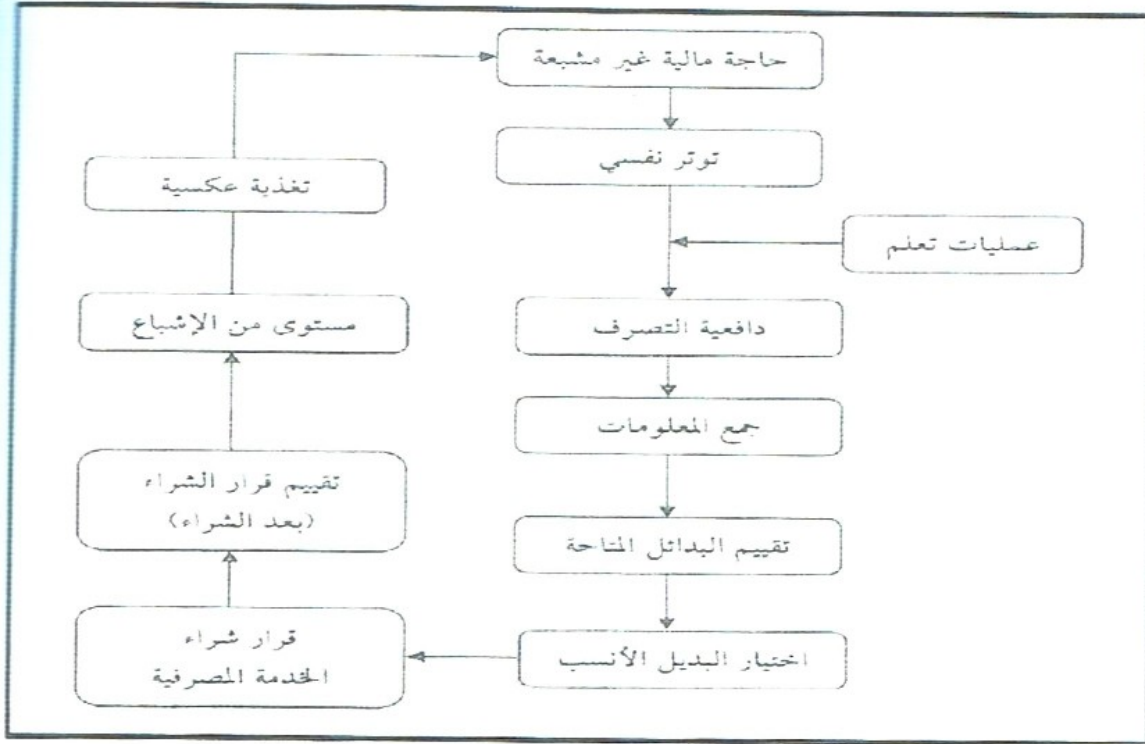 حاجة مالية غير مشبعة
توتر نفسي
عمليات تعلم
دافعية التصرف
جمع المعلومات
تقييم البدائل المتاحة
اختيار البديل الأنسب
قرار شراء
الخدمة المصرفية
تقييم قرار الشراء
(بعد الشراء)
مستوى من الإشباع
تغذية عكسية